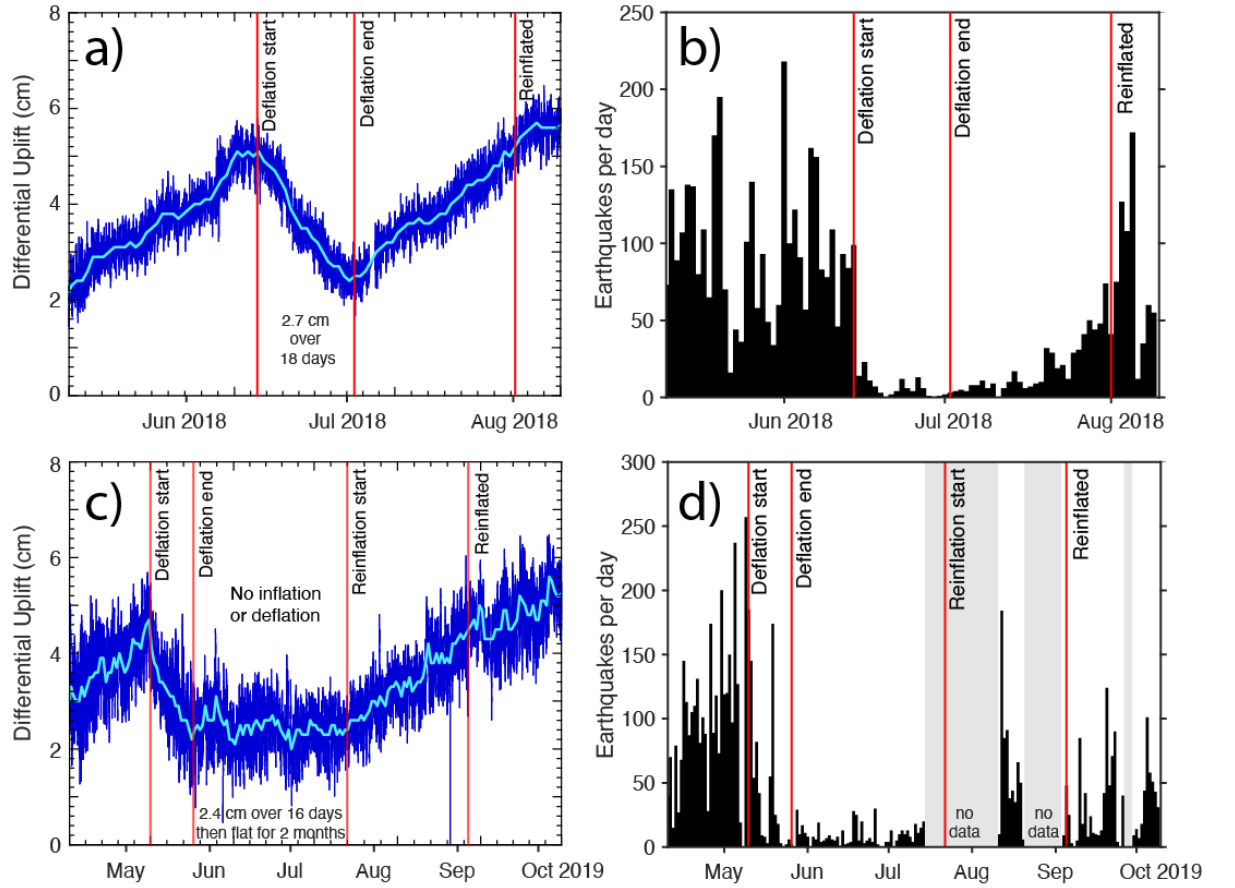 a)
Differential Uplift (cm)
8
6
4
2
0
Deflation start
Deflation end
Reinflated
2.7 cm
over
18 days
Jun 2018
Jul 2018
Aug 2018
b)
Earthquakes per day
250
200
150
100
50
0
Deflation start
Deflation end
Reinflated
Jun 2018
Jul 2018
Aug 2018
c)
Differential Uplift (cm)
8
6
4
2
0
Deflation start
Deflation end
Reinflation start
Reinflated
No inflation
or deflation
2.4 cm over 16 days
then flat for 2 months
May
Jun
Jul
Aug
Sep
Oct 2019
d)
Earthquakes per day
300
250
200
150
100
50
0
Deflation start
Deflation end
Reinflation start
Reinflated
no
data
no
data
May
Jun
Jul
Aug
Sep
Oct 2019